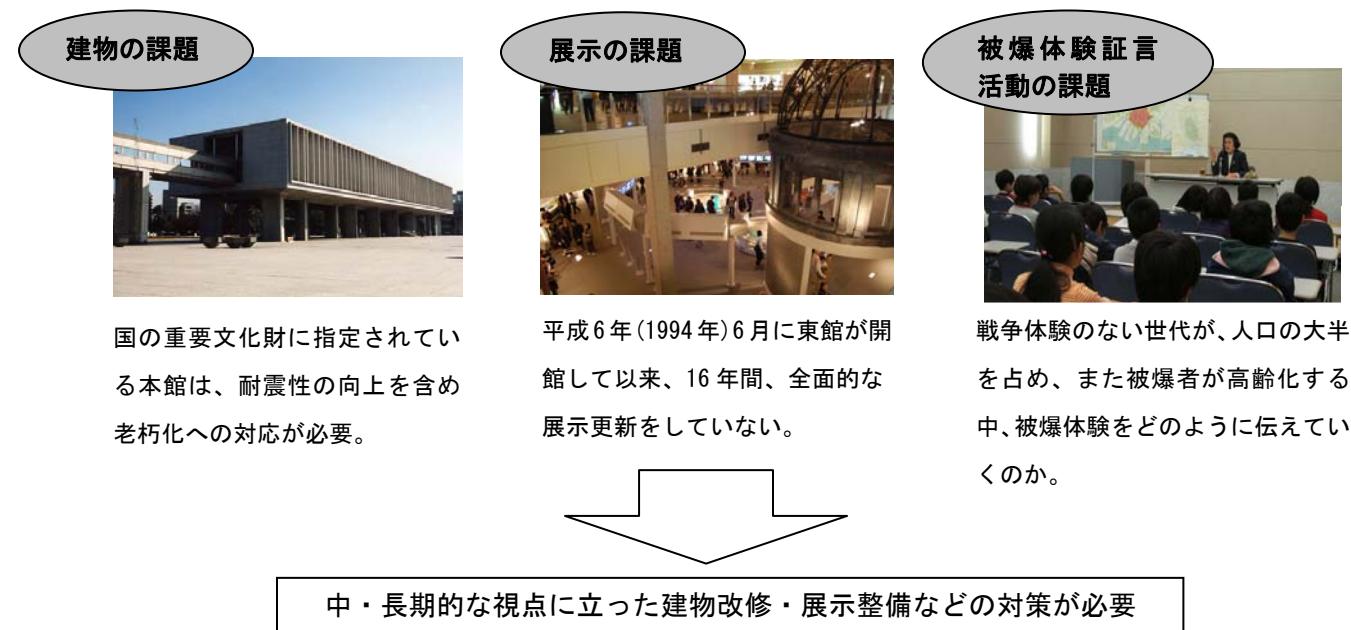 建物の課題
国の重要文化財に指定されてい
る本館は、耐震性の向上を含め
老朽化への対応が必要。
展示の課題
平成6年(1994年)6月に東館が開
館して以来、16年間、全面的な
展示更新をしていない。
被爆体験証言
活動の課題
戦争体験のない世代が、人口の大半
を占め、また被爆者が高齢化する
中、被爆体験をどのように伝えてい
くのか。
中・長期的な視点に立った建物改修・展示整備などの対策が必要